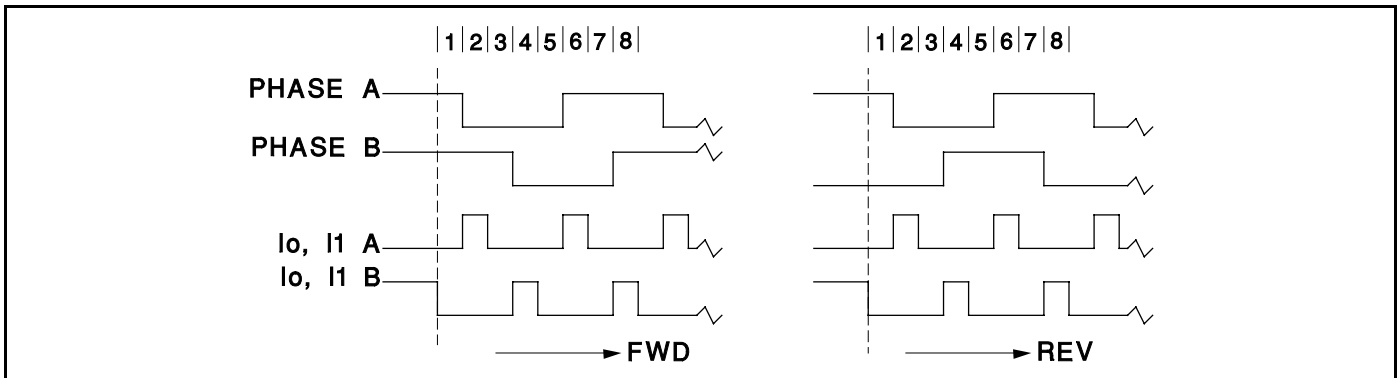 |1|2|3|4|5|6|7|8| |1|2|3|4|5|6|7|8|
PHASE A
PHASE B
Io, I1 A
Io, I1 B
FWD REV